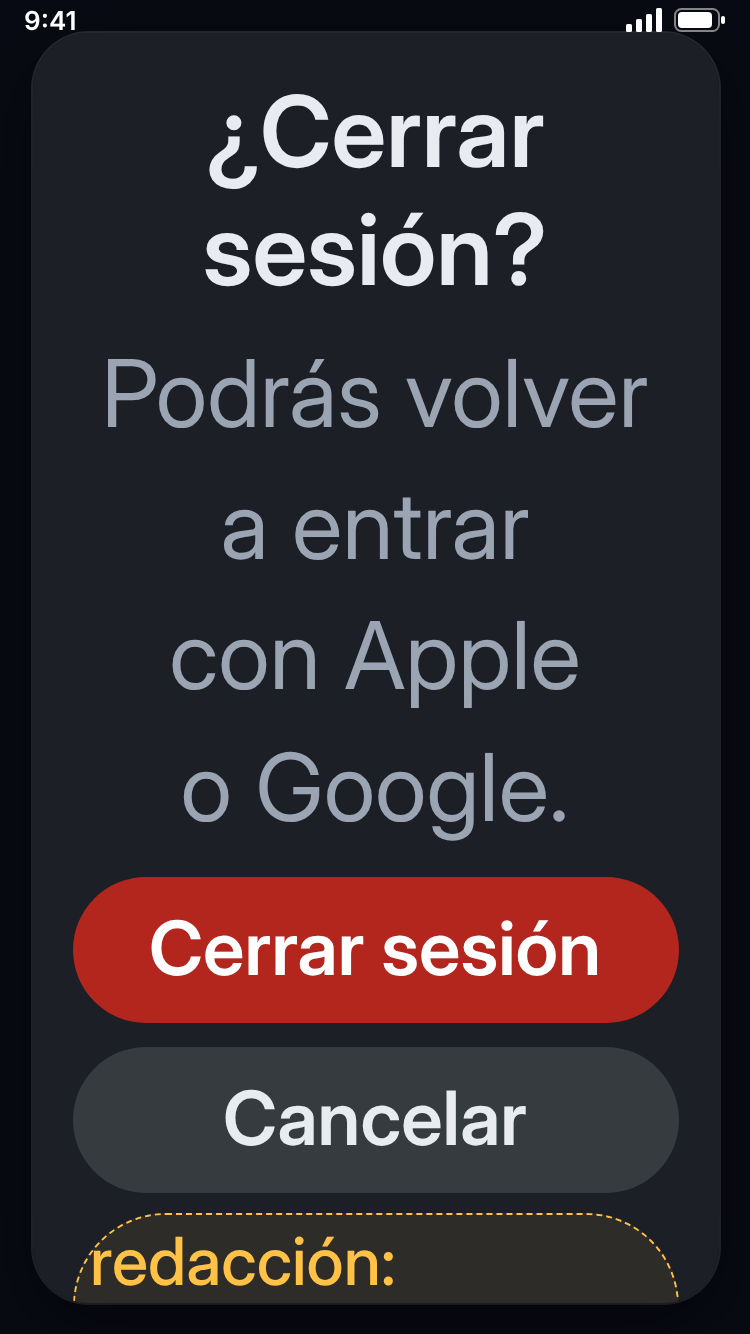 9:41
¿Cerrar
sesión?
Podrás volver
a entrar
con Apple
o Google.
Cerrar sesión
Cancelar
redacción: